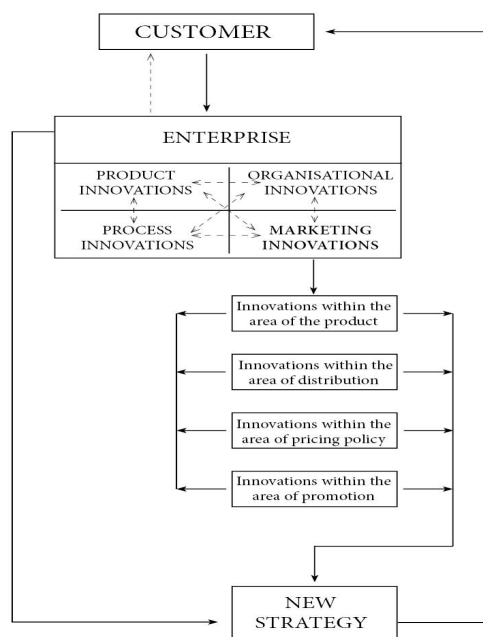 CUSTOMER
ENTERPRISE
PRODUCT
INNOVATIONS
ORGANISATIONAL
INNOVATIONS
PROCESS
INNOVATIONS
MARKETING
INNOVATIONS
Innovations within the
area of the product
Innovations within the
area of distribution
Innovations within the
area of pricing policy
Innovations within the
area of promotion
NEW
STRATEGY